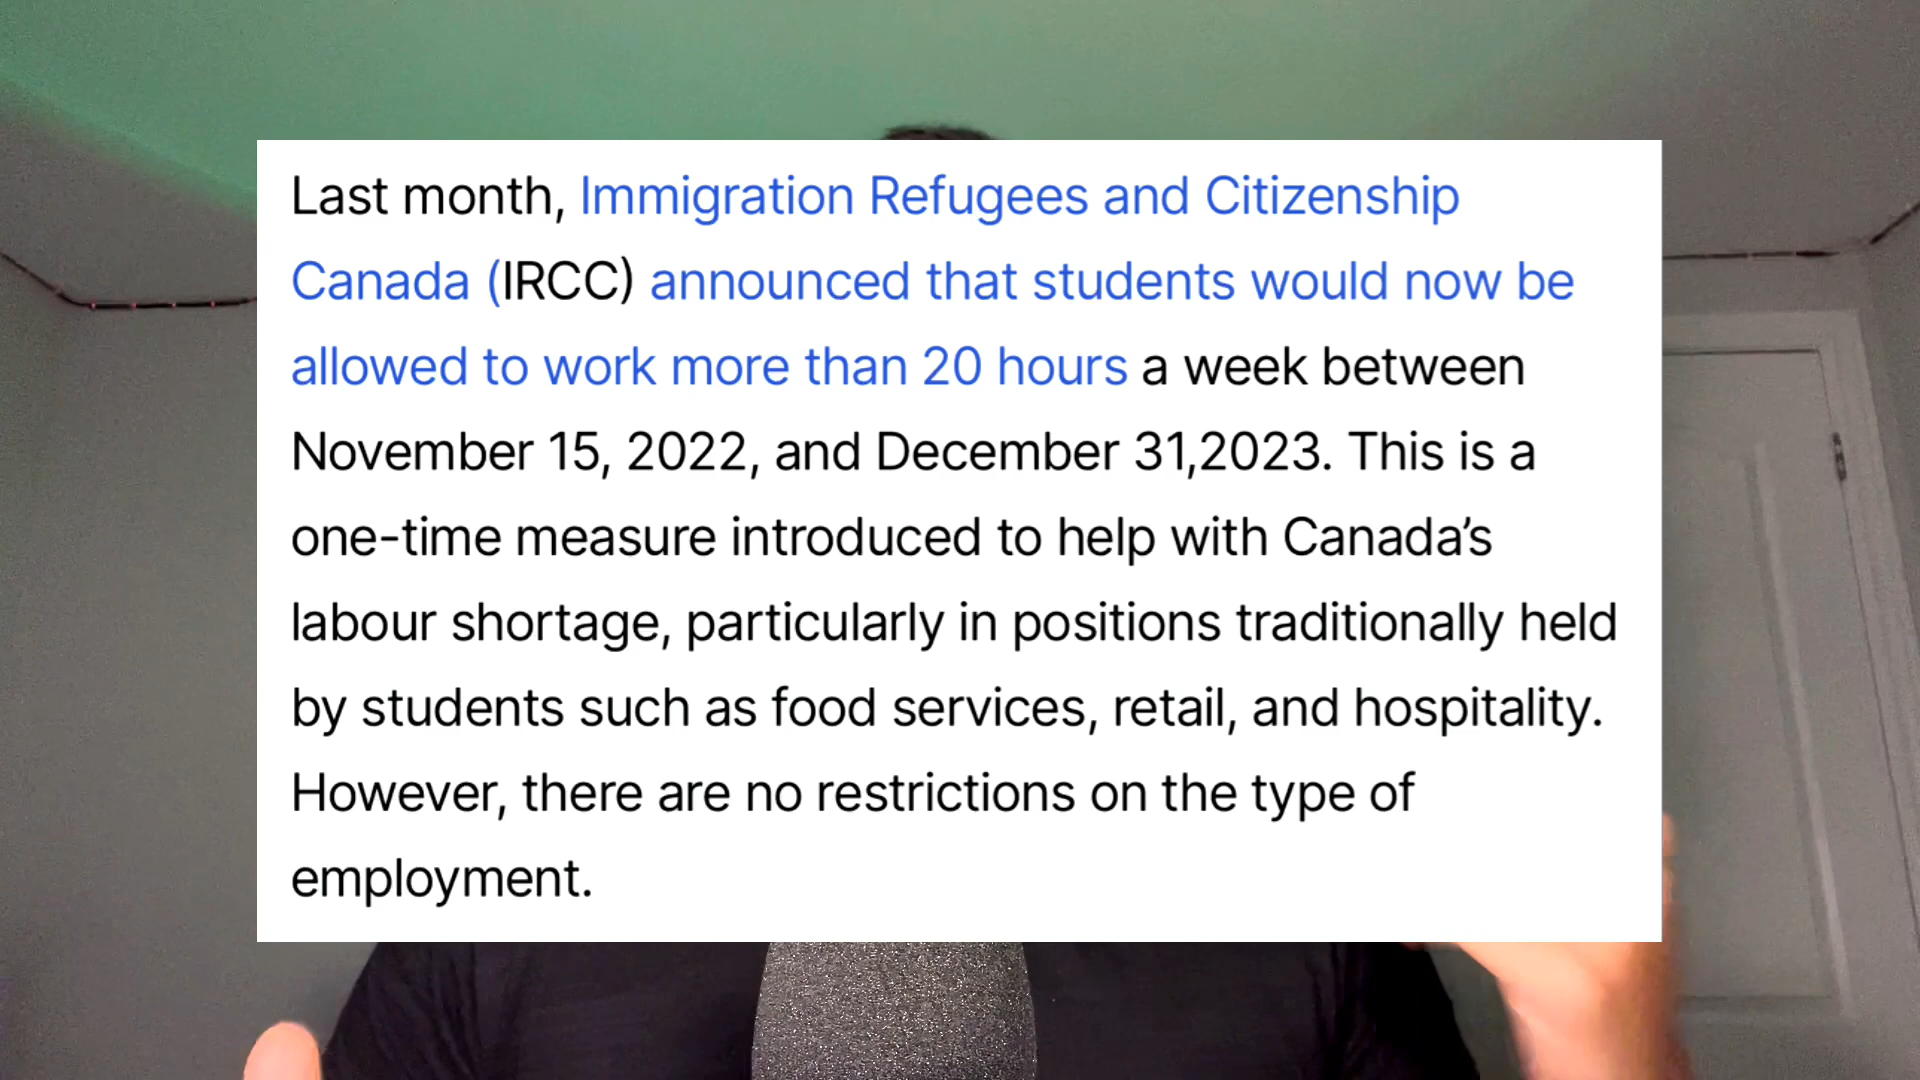 Last month, Immigration Refugees and Citizenship
Canada (IRCC) announced that students would now be
allowed to work more than 20 hours a week between
November 15, 2022, and December 31,2023. This is a
one-time measure introduced to help with Canada’s
labour shortage, particularly in positions traditionally held
by students such as food services, retail, and hospitality.
However, there are no restrictions on the type of
employment.